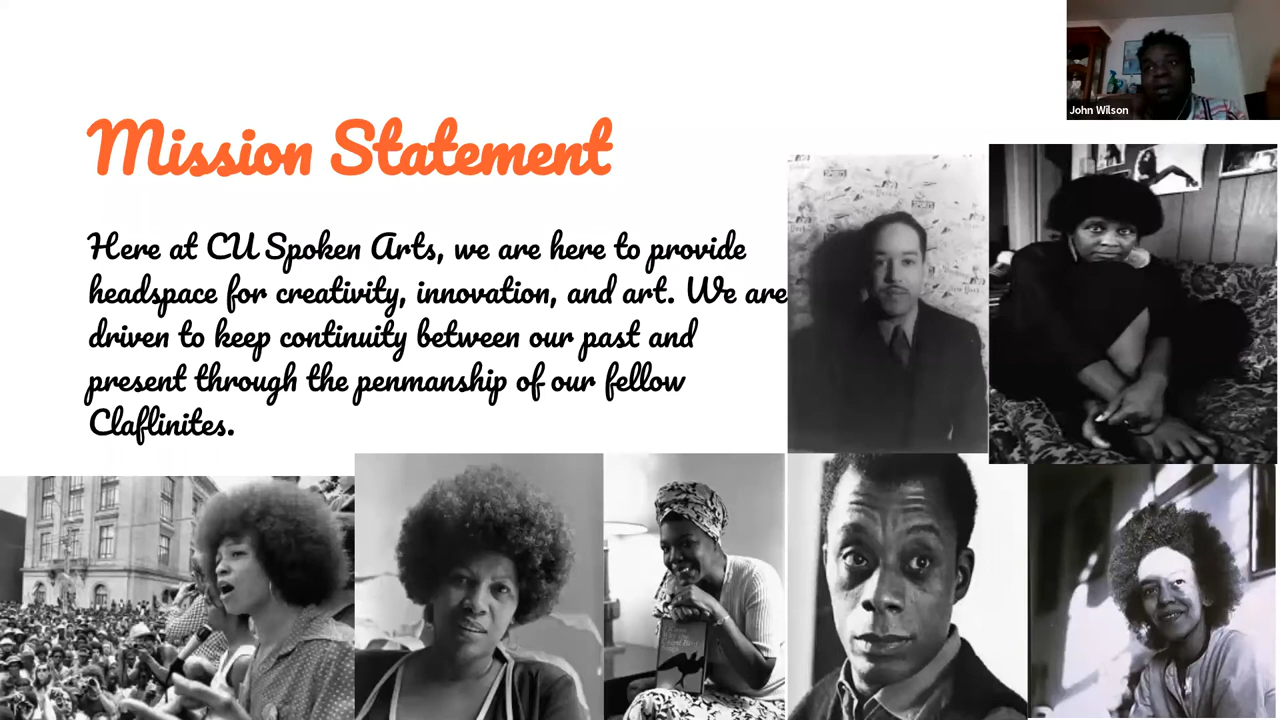 Mission Statement
Here at CU Spoken Arts, we are here to provide
headspace for creativity, innovation, and art. We are
driven to keep continuity between our past and
present through the penmanship of our fellow
Claflinites.
John Wilson